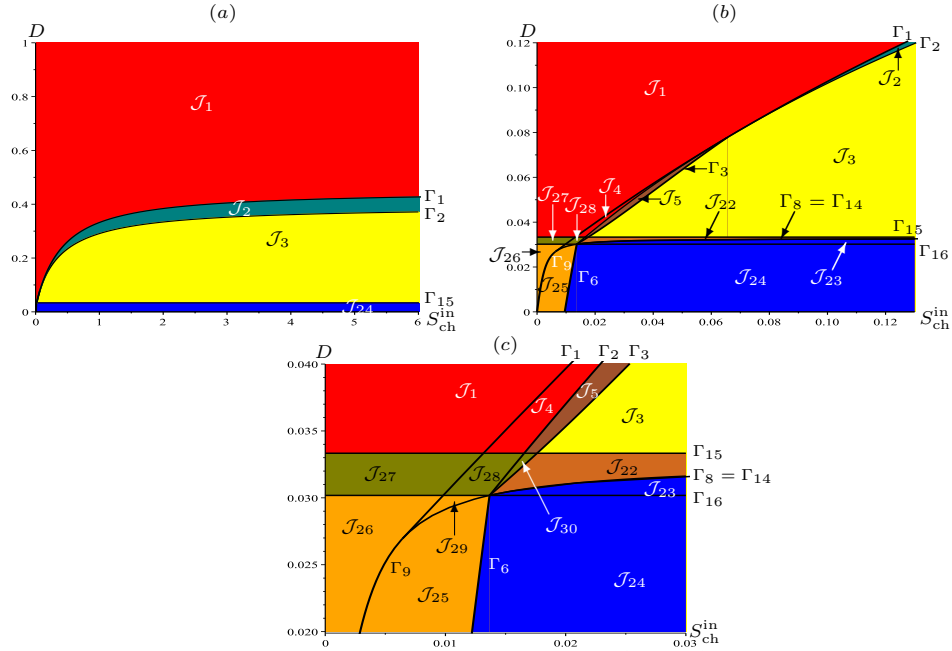 (a)
D
1
0.8
0.6
0.4
0.2
0
0 1 2 3 4 5 6
𝒥1
𝒥2
𝒥3
𝒥24
Γ1
Γ2
Γ15
S_ch^in
(b)
D
0.12
0.10
0.08
0.06
0.04
0.02
0
0 0.02 0.04 0.06 0.08 0.10 0.12
Γ1
Γ2
𝒥2
𝒥1
𝒥3
Γ3
𝒥27 𝒥4
𝒥28 𝒥5 𝒥22 Γ8 = Γ14
Γ15
𝒥26 Γ9 Γ16
𝒥25 Γ6 𝒥24 𝒥23
S_ch^in
(c)
D
0.040
0.035
0.030
0.025
0.020
0 0.01 0.02 0.03
Γ1 Γ2 Γ3
𝒥1 𝒥4 𝒥5
𝒥3
Γ15
𝒥27 𝒥28 𝒥22
Γ8 = Γ14
𝒥23
Γ16
𝒥26 𝒥29 𝒥30
Γ9 Γ6
𝒥25 𝒥24
S_ch^in